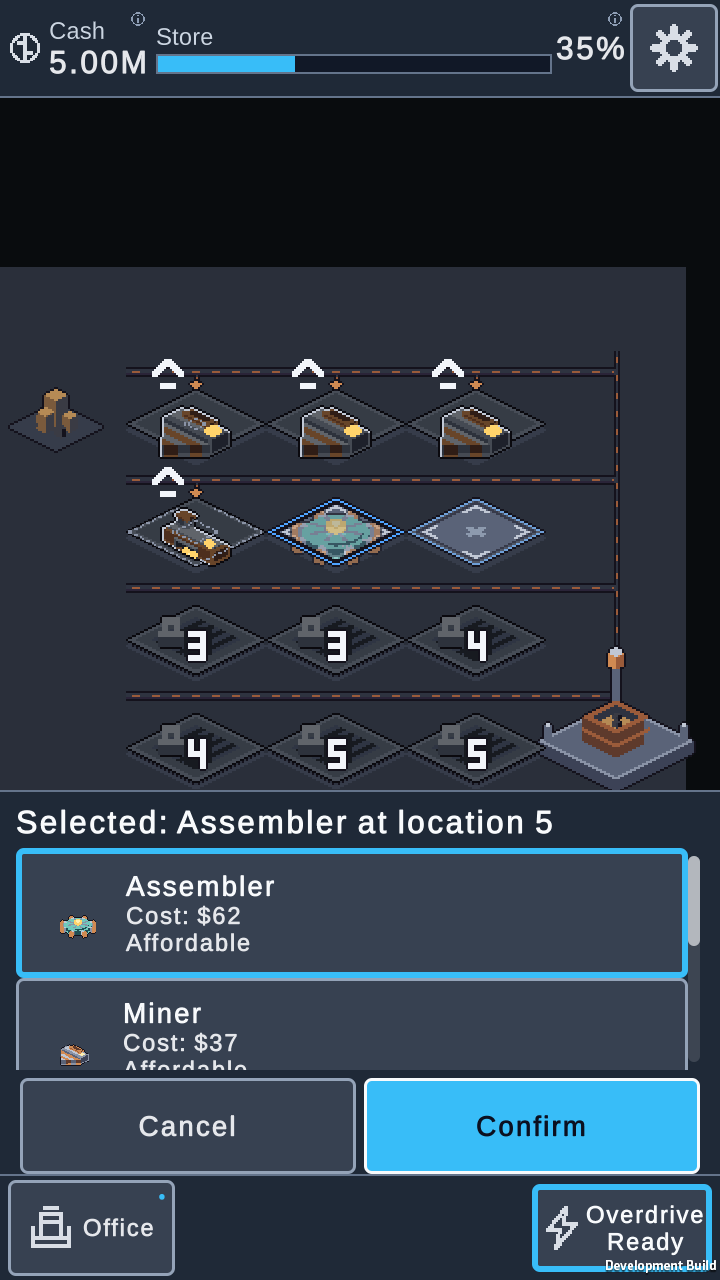 Cash
5.00M
Store
35%
3
3
4
4
5
5
Selected: Assembler at location 5
Assembler
Cost: $62
Affordable
Miner
Cost: $37
Affordable
Cancel
Confirm
Office
Overdrive
Ready
Development Build